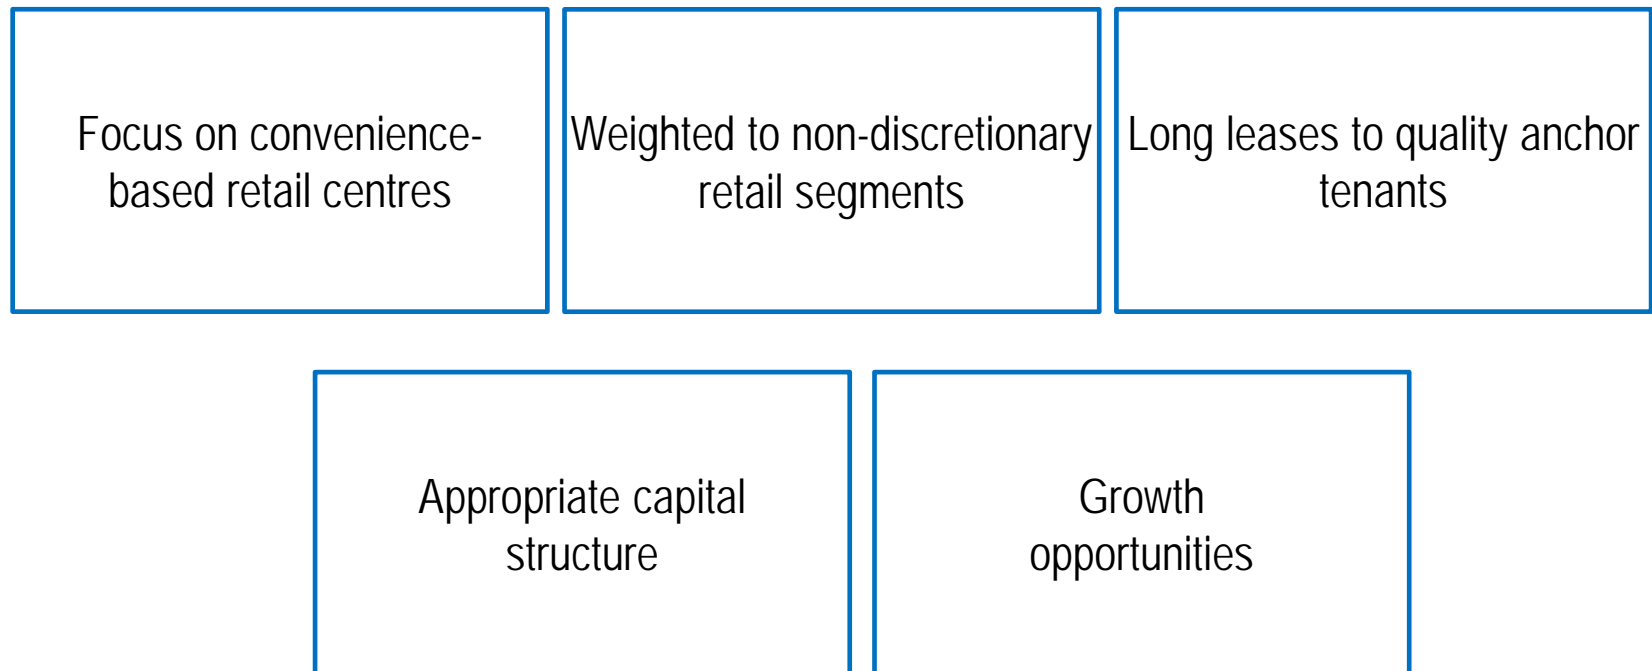 Focus on convenience-
based retail centres
Weighted to non-discretionary
retail segments
Long leases to quality anchor
tenants
Appropriate capital
structure
Growth
opportunities